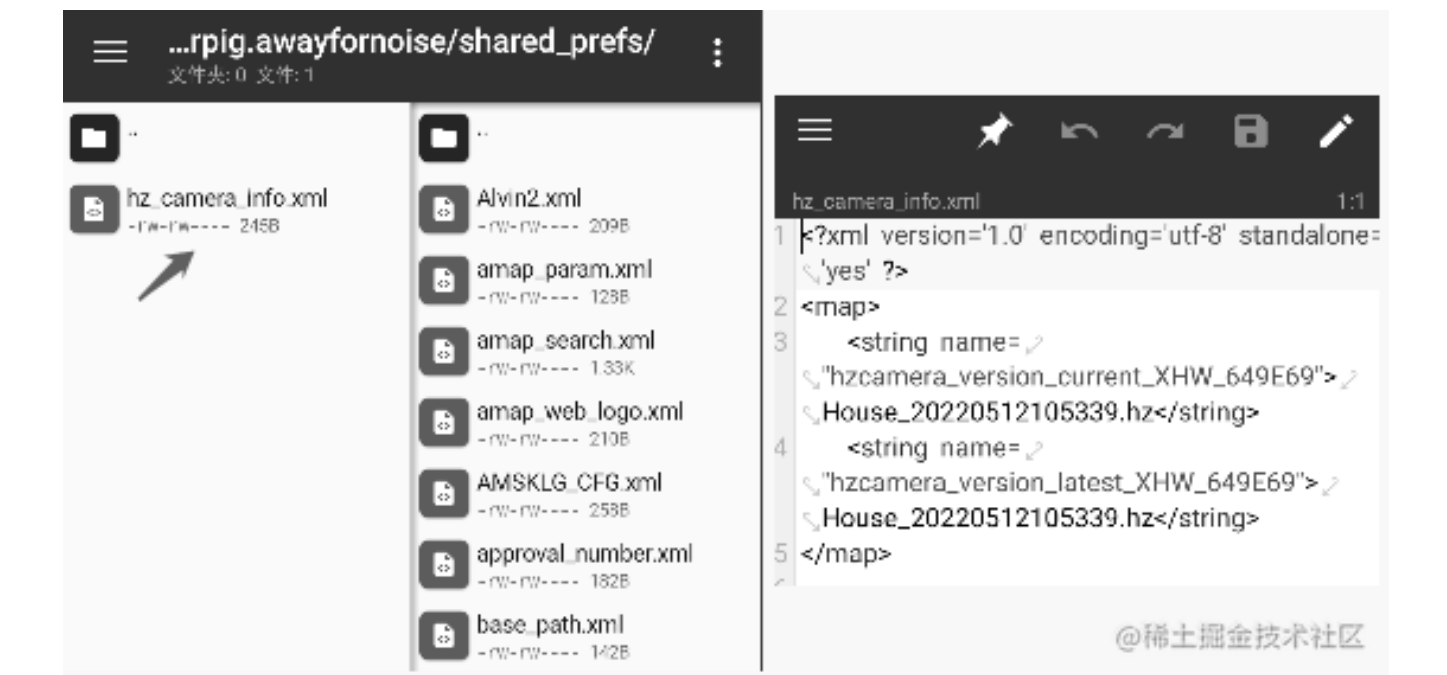 ...rpig.awayfornoise/shared_prefs/
文件夹: 0 文件: 1
..
hz_camera_info.xml
-rw-rw---- 245B
..
Alvin2.xml
-rw-rw---- 209B
amap_param.xml
-rw-rw---- 128B
amap_search.xml
-rw-rw---- 1.33K
amap_web_logo.xml
-rw-rw---- 210B
AMSKLG_CFG.xml
-rw-rw---- 258B
approval_number.xml
-rw-rw---- 182B
base_path.xml
-rw-rw---- 142B
hz_camera_info.xml 1:1
1 <?xml version='1.0' encoding='utf-8' standalone=
'yes' ?>
2 <map>
3 <string name=
"hzcamera_version_current_XHW_649E69">
House_20220512105339.hz</string>
4 <string name=
"hzcamera_version_latest_XHW_649E69">
House_20220512105339.hz</string>
5 </map>
@稀土掘金技术社区